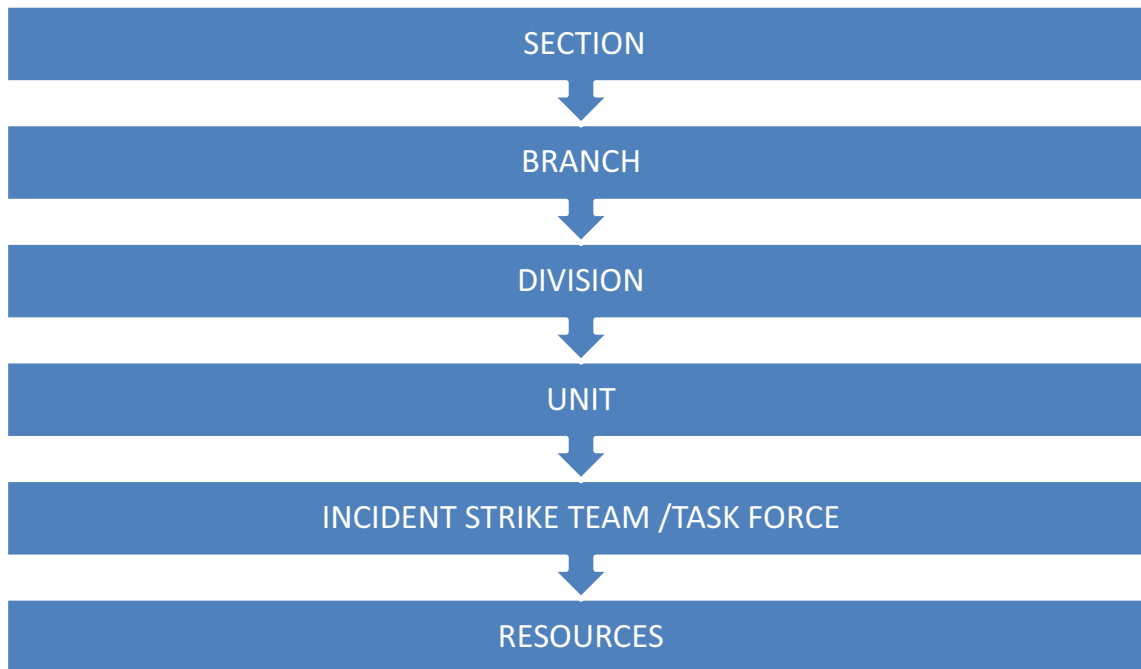 SECTION
BRANCH
DIVISION
UNIT
INCIDENT STRIKE TEAM /TASK FORCE
RESOURCES